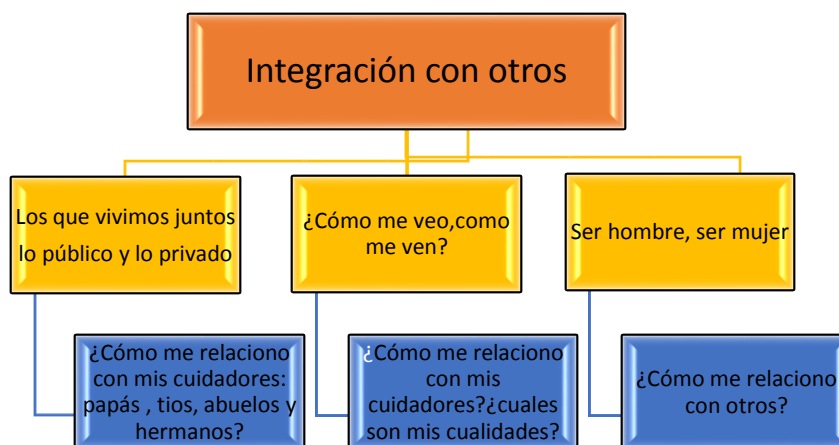 Integración con otros
Los que vivimos juntos
lo público y lo privado
¿Cómo me veo,como
me ven?
Ser hombre, ser mujer
¿Cómo me relaciono
con mis cuidadores:
papás , tios, abuelos y
hermanos?
¿Cómo me relaciono
con mis
cuidadores?¿cuales
son mis cualidades?
¿Cómo me relaciono
con otros?